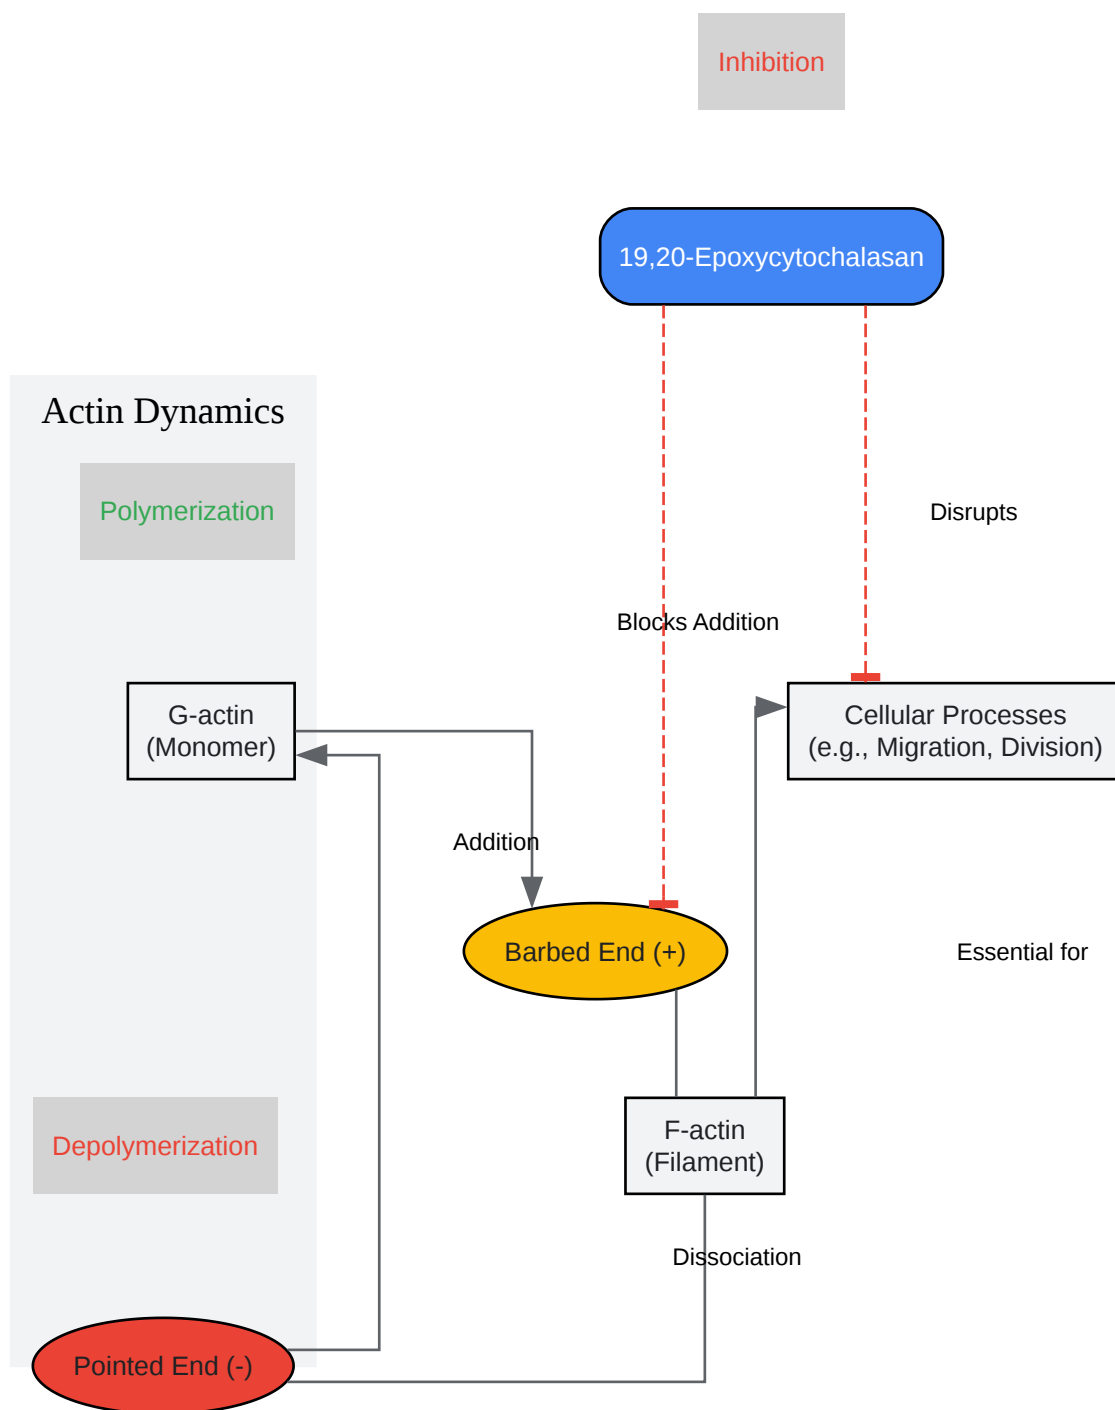 Inhibition
19,20-Epoxycytochalasan
Actin Dynamics
Polymerization
Disrupts
Blocks Addition
G-actin
(Monomer)
Cellular Processes
(e.g., Migration, Division)
Addition
Barbed End (+)
Essential for
F-actin
(Filament)
Depolymerization
Dissociation
Pointed End (-)